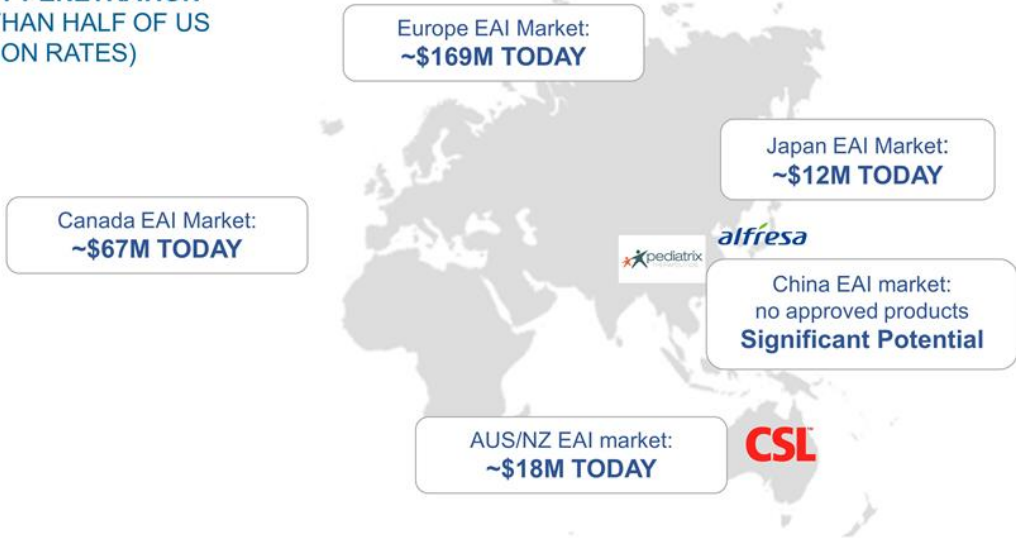 THAN HALF OF US
ON RATES)
Europe EAI Market:
~$169M TODAY
Japan EAI Market:
~$12M TODAY
Canada EAI Market:
~$67M TODAY
alfresa
pediatrix
China EAI market:
no approved products
Significant Potential
AUS/NZ EAI market:
~$18M TODAY
CSL